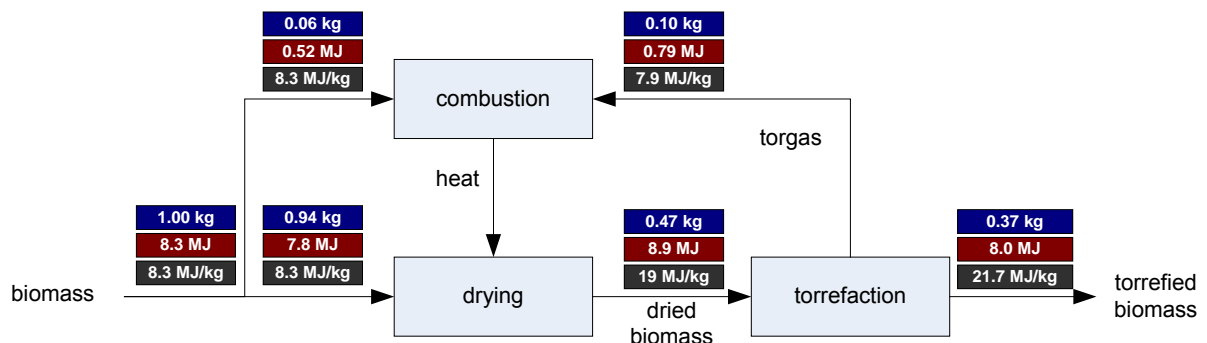 0.06 kg
0.52 MJ
8.3 MJ/kg
combustion
0.10 kg
0.79 MJ
7.9 MJ/kg
torgas
heat
1.00 kg
8.3 MJ
8.3 MJ/kg
0.94 kg
7.8 MJ
8.3 MJ/kg
0.47 kg
8.9 MJ
19 MJ/kg
0.37 kg
8.0 MJ
21.7 MJ/kg
biomass
drying
dried
biomass
torrefaction
torrefied
biomass